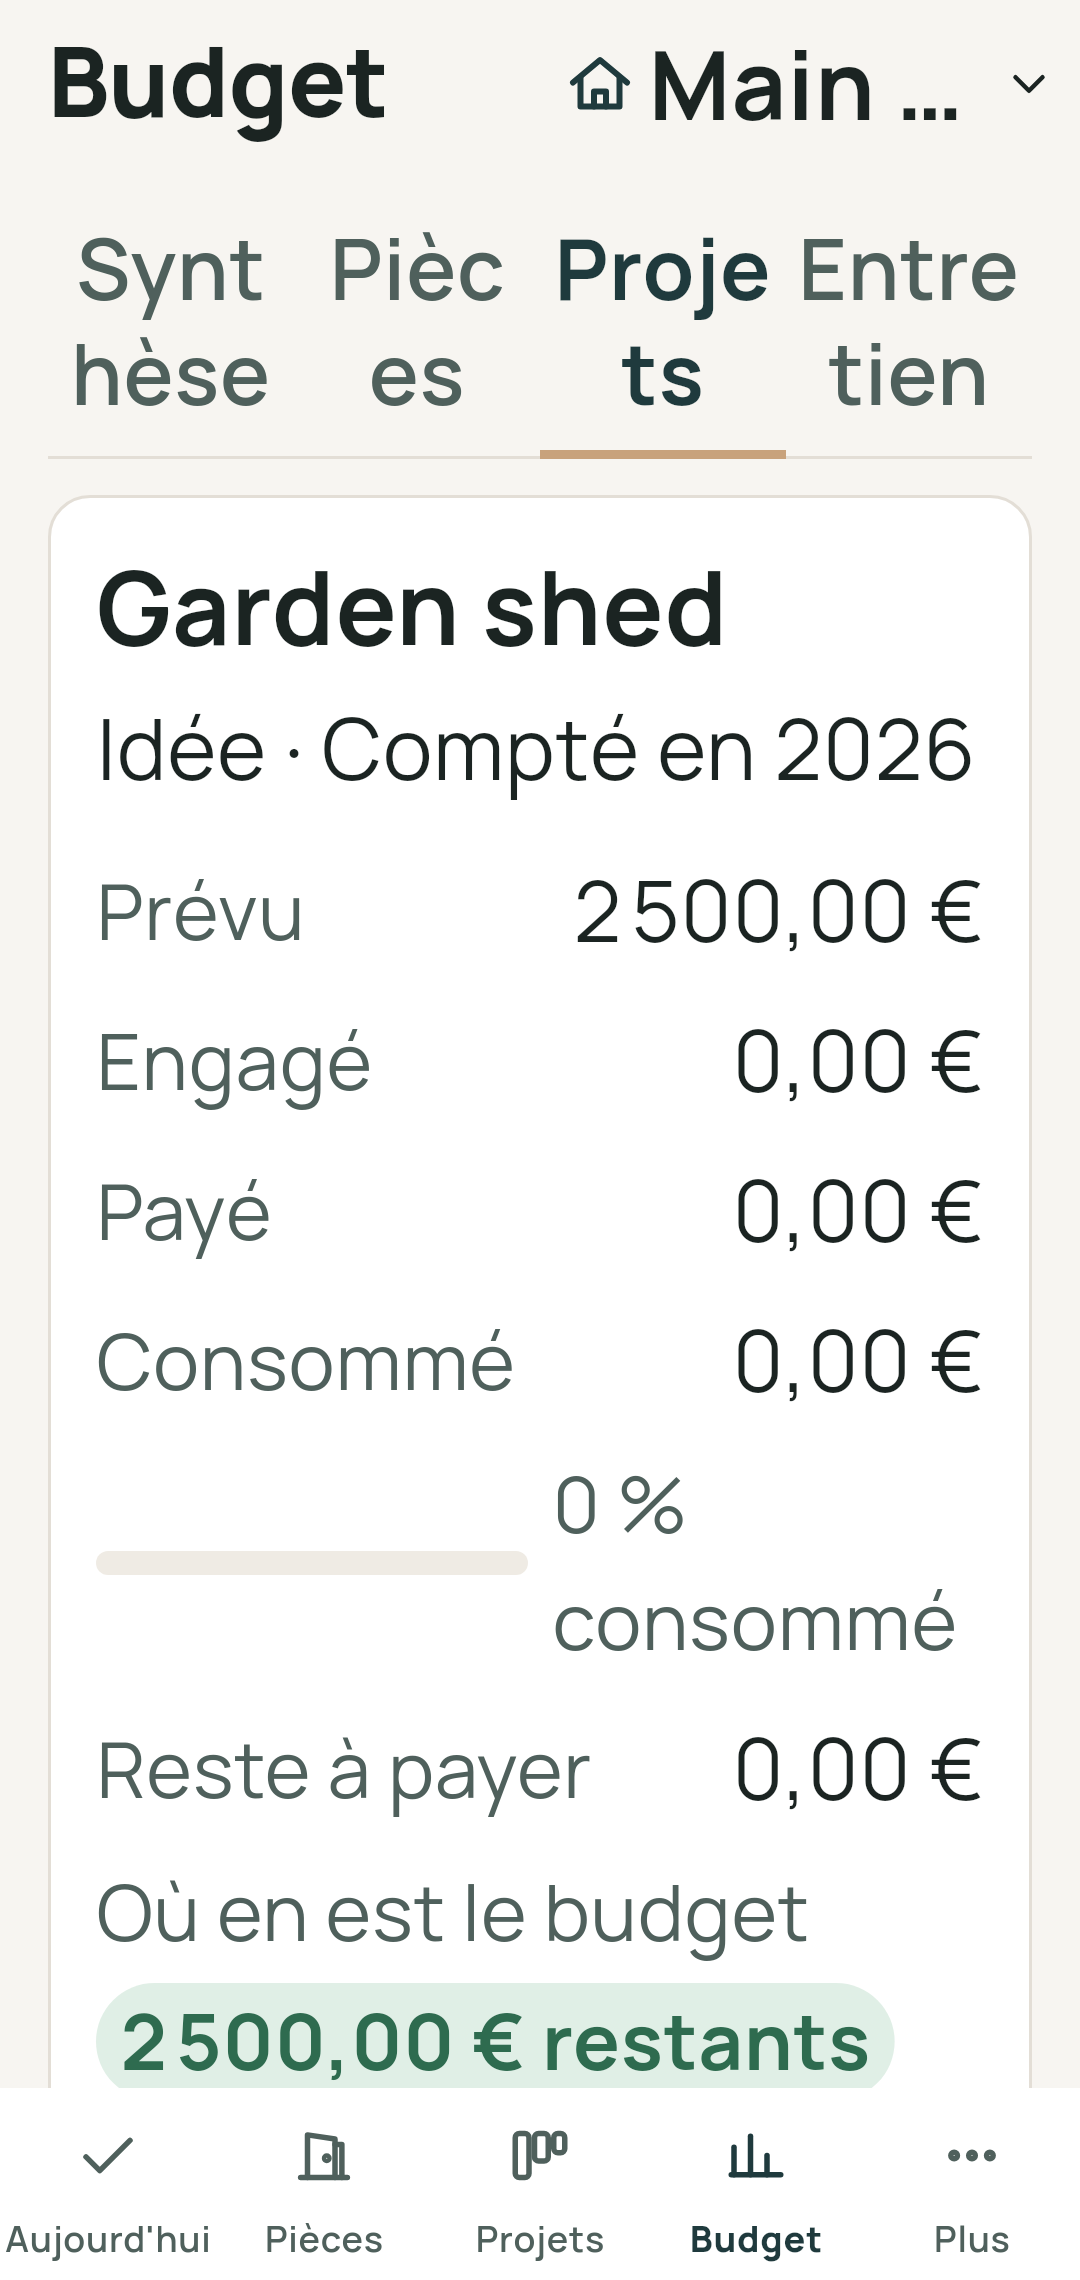 Budget
Main ...
Synt
hèse
Pièc
es
Proje
ts
Entre
tien
Garden shed
Idée · Compté en 2026
Prévu 2 500,00 €
Engagé 0,00 €
Payé 0,00 €
Consommé 0,00 €
0 %
consommé
Reste à payer 0,00 €
Où en est le budget
2 500,00 € restants
Aujourd'hui
Pièces
Projets
Budget
Plus